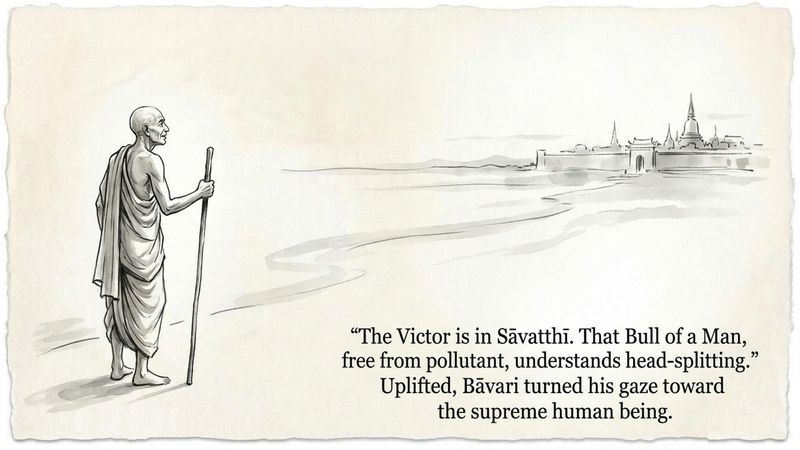 “The Victor is in Sāvatthī. That Bull of a Man,
free from pollutant, understands head-splitting.”
Uplifted, Bāvari turned his gaze toward
the supreme human being.